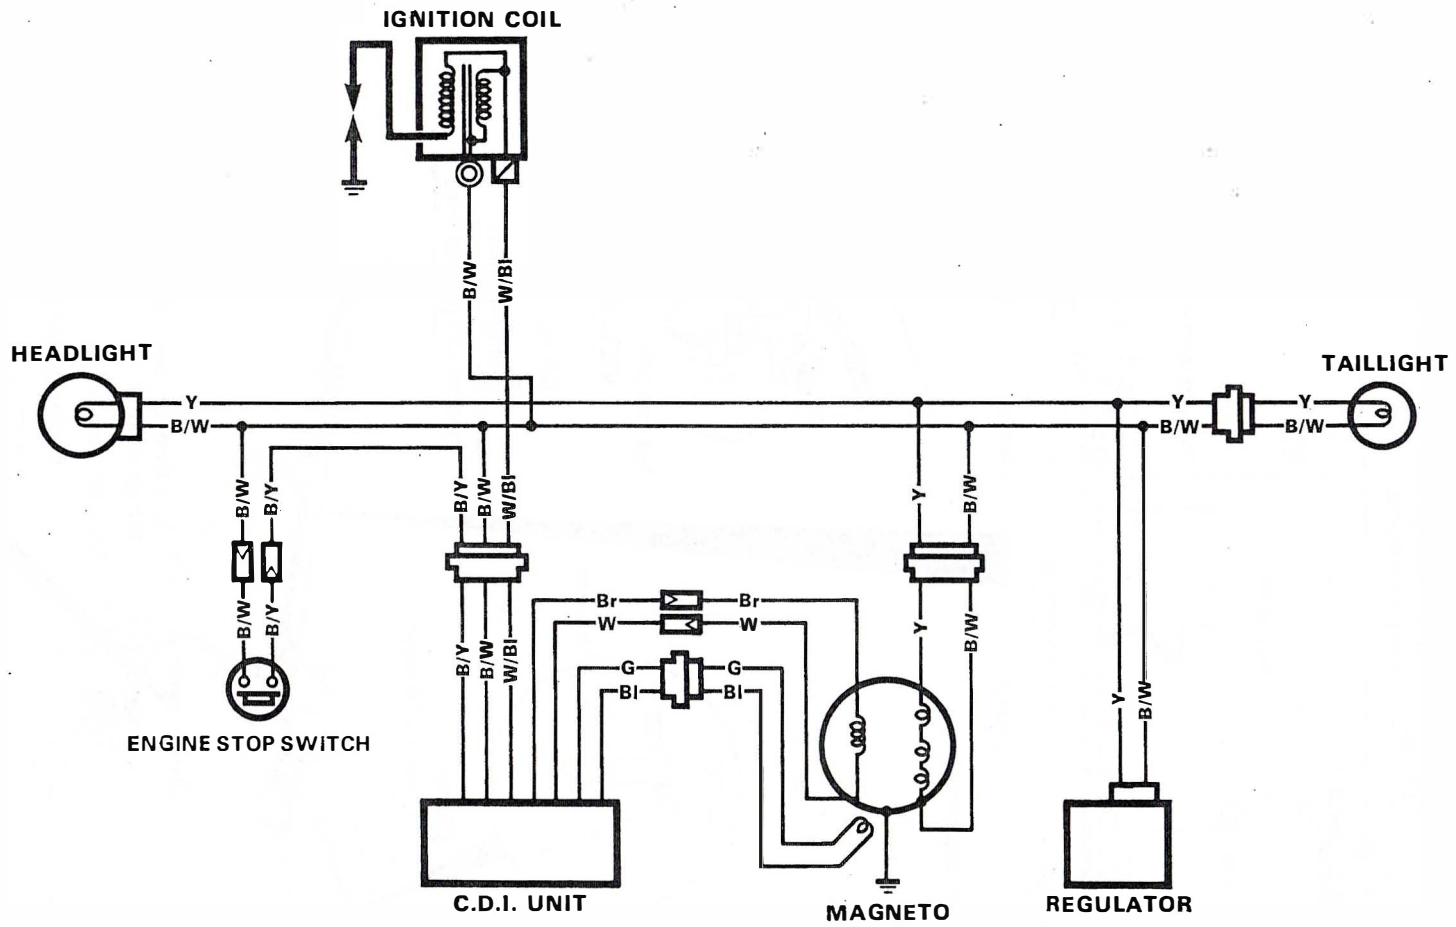 IGNITION COIL
B/W
W/Bl
HEADLIGHT
TAILLIGHT
Y
Y
Y
B/W
B/W
B/W
B/W
B/Y
B/Y
B/W
W/Bl
Y
B/W
B/W
B/Y
B/Y
B/W
W/Bl
Br
Br
W
W
G
G
Bl
Bl
Y
B/W
Y
B/W
ENGINE STOP SWITCH
C.D.I. UNIT
MAGNETO
REGULATOR